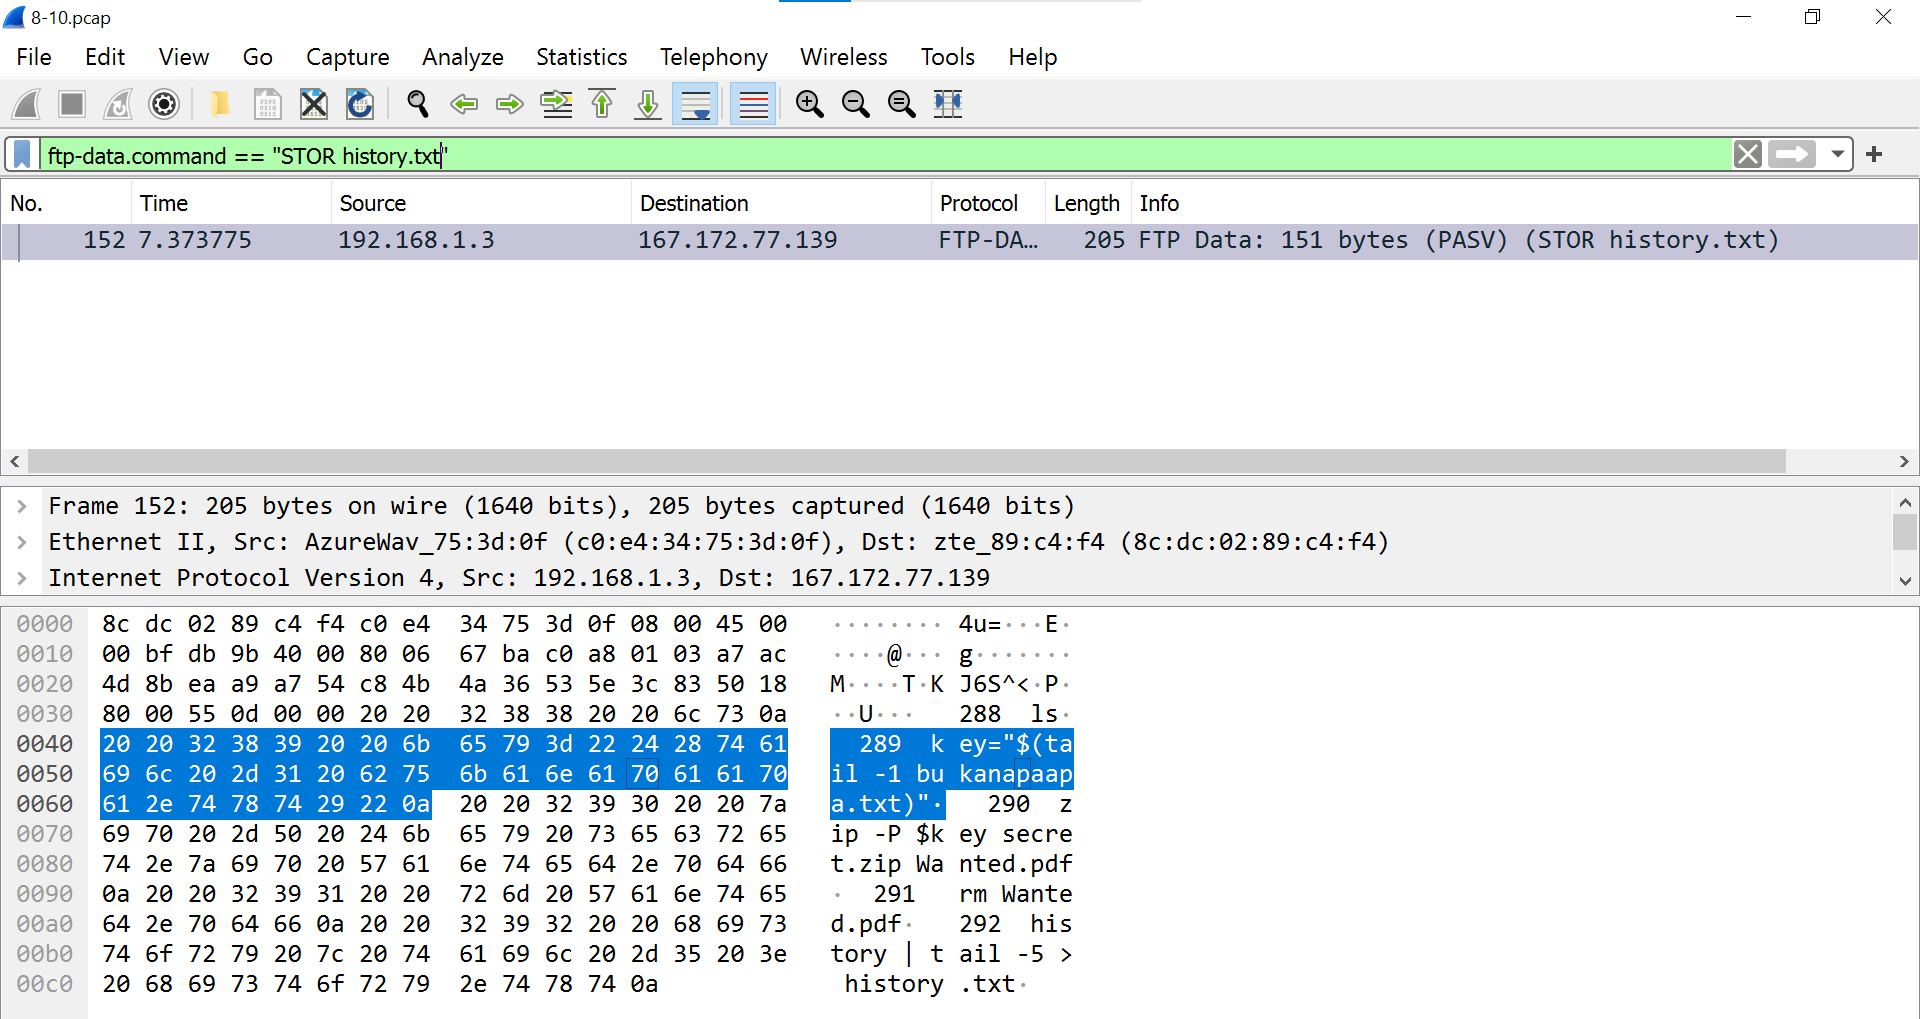 8-10.pcap
File Edit View Go Capture Analyze Statistics Telephony Wireless Tools Help
ftp-data.command == "STOR history.txt"
No. Time Source Destination Protocol Length Info
152 7.373775 192.168.1.3 167.172.77.139 FTP-DA… 205 FTP Data: 151 bytes (PASV) (STOR history.txt)
Frame 152: 205 bytes on wire (1640 bits), 205 bytes captured (1640 bits)
Ethernet II, Src: AzureWav_75:3d:0f (c0:e4:34:75:3d:0f), Dst: zte_89:c4:f4 (8c:dc:02:89:c4:f4)
Internet Protocol Version 4, Src: 192.168.1.3, Dst: 167.172.77.139
0000 8c dc 02 89 c4 f4 c0 e4 34 75 3d 0f 08 00 45 00 ········ 4u=···E·
0010 00 bf db 9b 40 00 80 06 67 ba c0 a8 01 03 a7 ac ····@··· g·······
0020 4d 8b ea a9 a7 54 c8 4b 4a 36 53 5e 3c 83 50 18 M····T·K J6S^<·P·
0030 80 00 55 0d 00 00 20 20 32 38 38 20 20 6c 73 0a ··U··· 288 ls·
0040 20 20 32 38 39 20 20 6b 65 79 3d 22 24 28 74 61 289 k ey="$(ta
0050 69 6c 20 2d 31 20 62 75 6b 61 6e 61 70 61 61 70 il -1 bu kanapaap
0060 61 2e 74 78 74 29 22 0a 20 20 32 39 30 20 20 7a a.txt)"· 290 z
0070 69 70 20 2d 50 20 24 6b 65 79 20 73 65 63 72 65 ip -P $k ey secre
0080 74 2e 7a 69 70 20 57 61 6e 74 65 64 2e 70 64 66 t.zip Wa nted.pdf
0090 0a 20 20 32 39 31 20 20 72 6d 20 57 61 6e 74 65 · 291 rm Wante
00a0 64 2e 70 64 66 0a 20 20 32 39 32 20 20 68 69 73 d.pdf· 292 his
00b0 74 6f 72 79 20 7c 20 74 61 69 6c 20 2d 35 20 3e tory | t ail -5 >
00c0 20 68 69 73 74 6f 72 79 2e 74 78 74 0a history .txt·